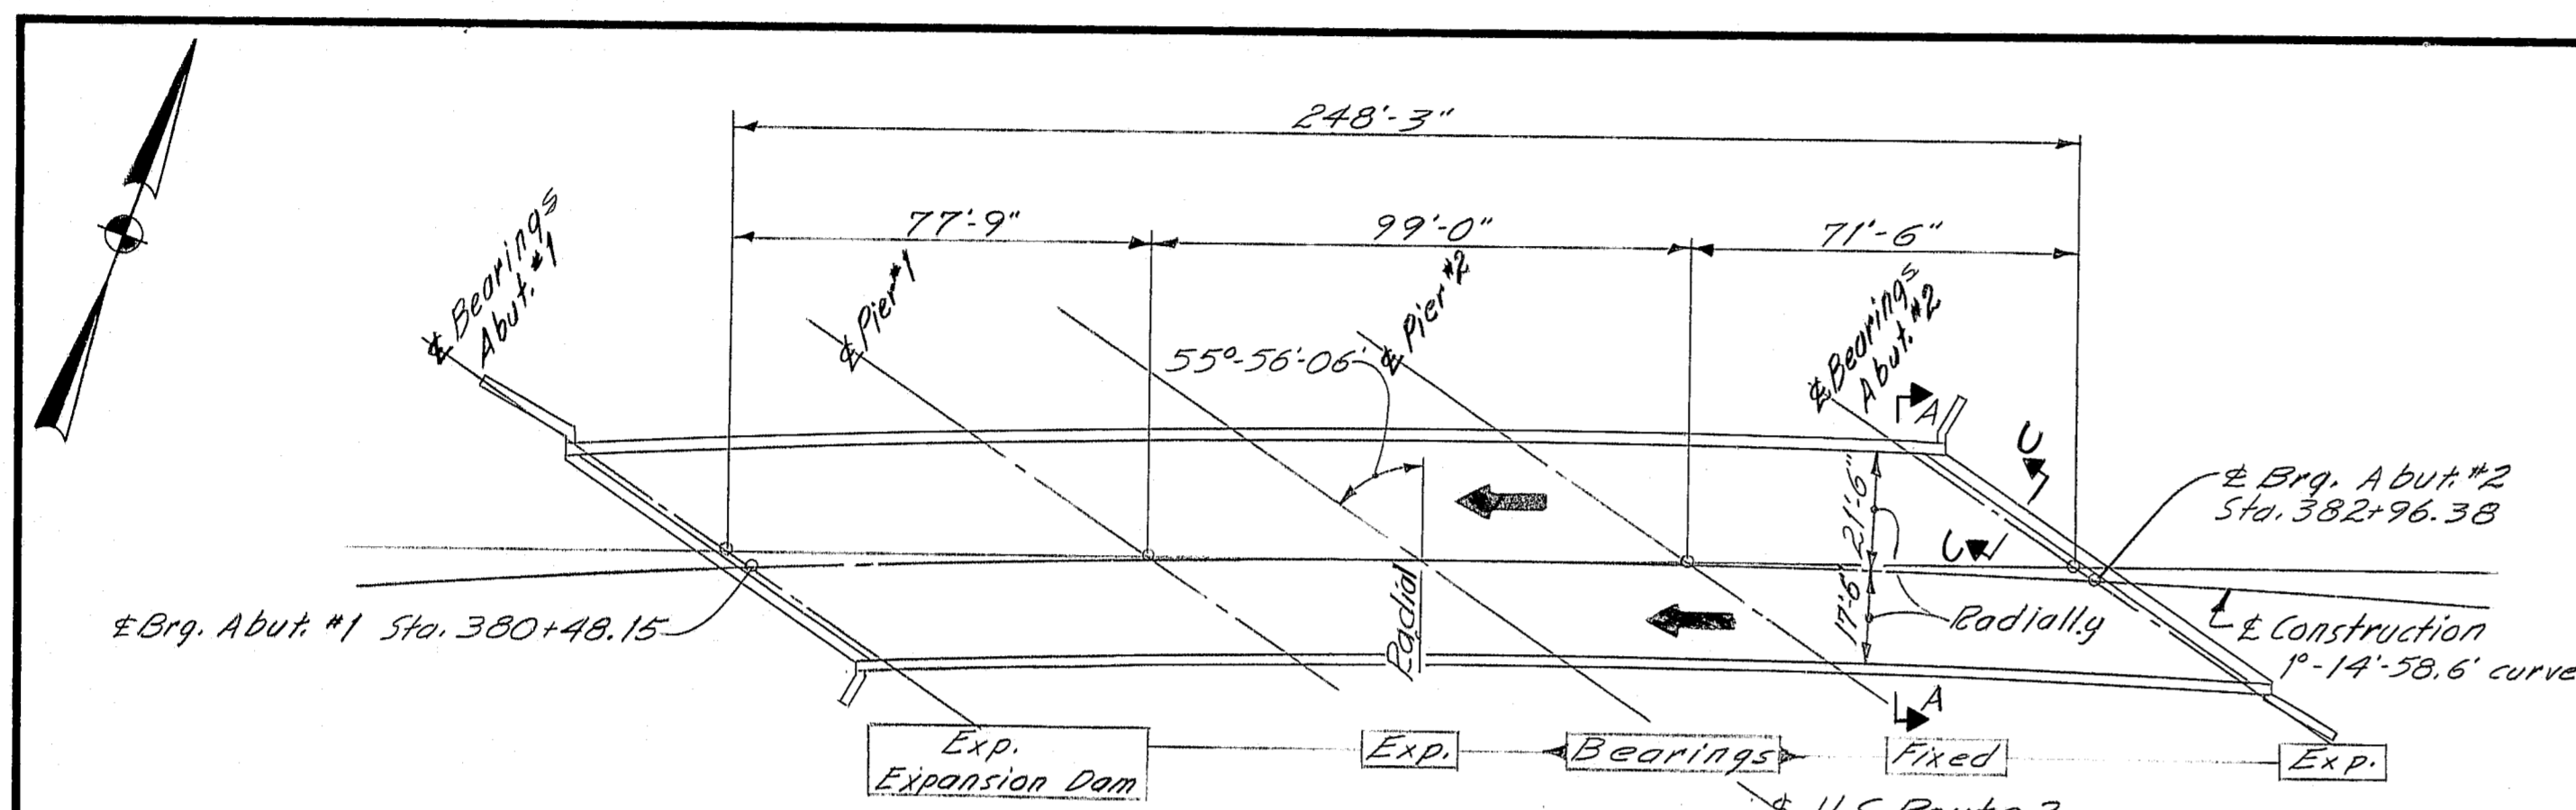 248'-3"
77'-9"
99'-0"
71'-6"
℄ Bearings
Abut. #1
℄ Pier #1
℄ Pier #2
℄ Bearings
Abut. #2
55°-56'-06'
A
C
C
21'-6"
17'-6"
℄ Brg. Abut. #2
Sta. 382+96.38
Radial
Radially
℄ Brg. Abut. #1 Sta. 380+48.15
℄ Construction
1°-14'-58.6' curve
A
Exp.
Expansion Dam
Exp.
Bearings
Fixed
Exp.
℄ U.S. Route 2